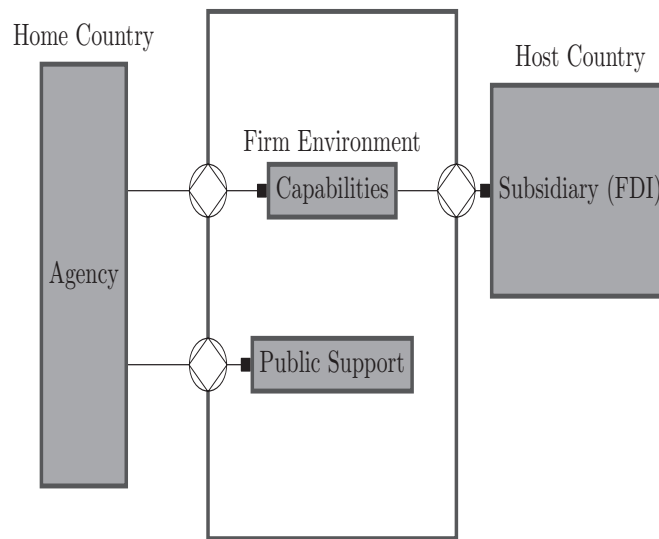 Home Country
Host Country
Firm Environment
Capabilities
Subsidiary (FDI)
Agency
Public Support